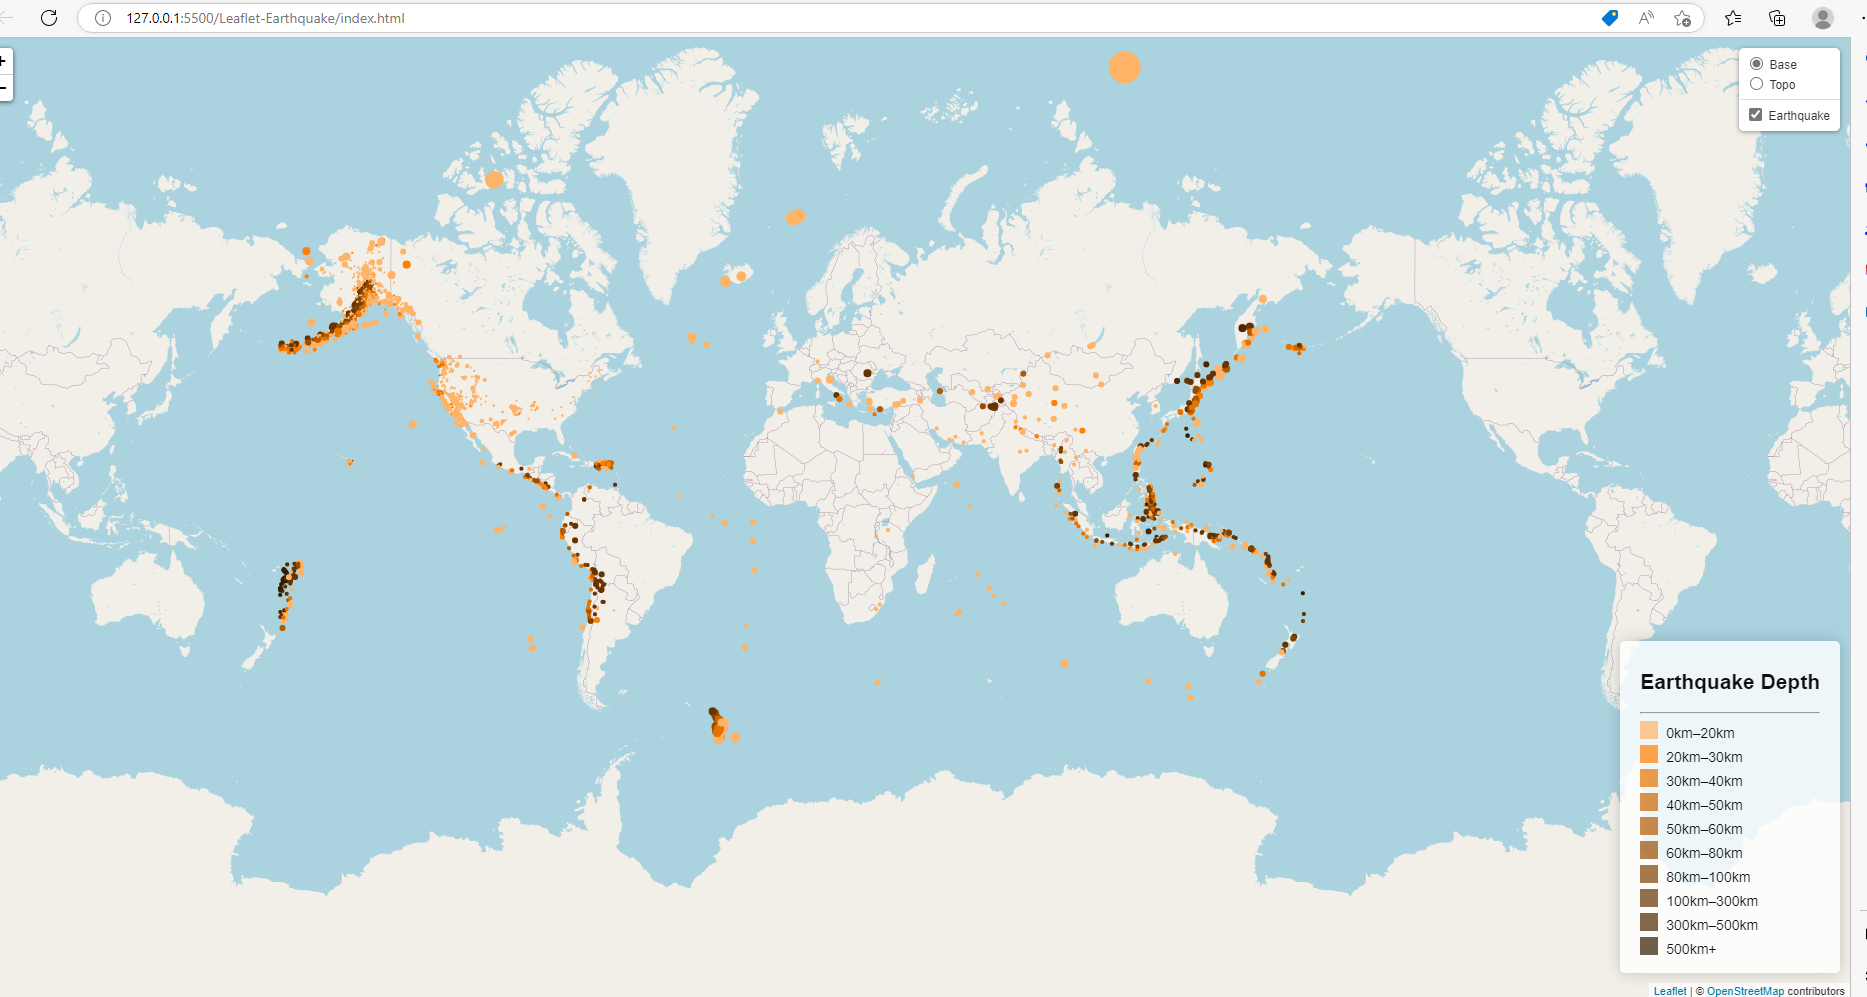 127.0.0.1:5500/Leaflet-Earthquake/index.html
+
−
Base
Topo
Earthquake
Earthquake Depth
0km–20km
20km–30km
30km–40km
40km–50km
50km–60km
60km–80km
80km–100km
100km–300km
300km–500km
500km+
Leaflet | © OpenStreetMap contributors